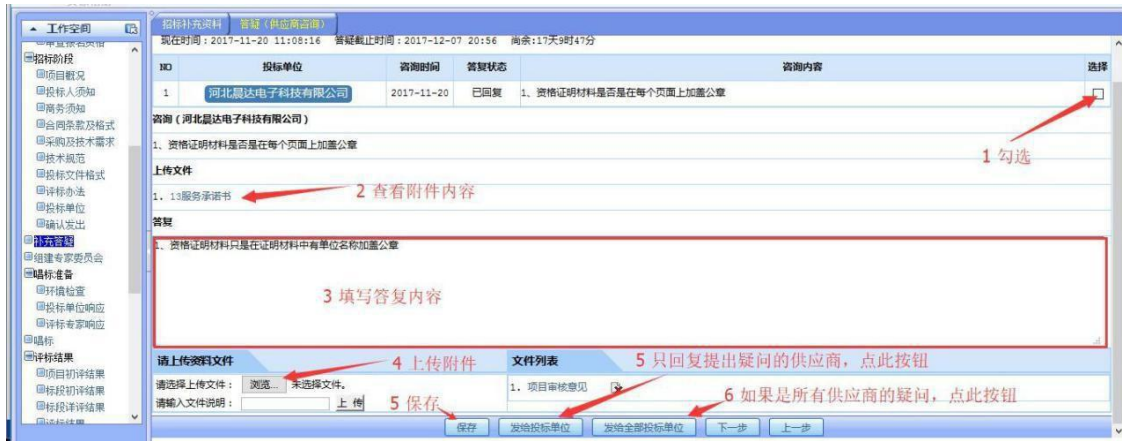 工作空间
审查报名资格
招标阶段
项目概况
投标人须知
商务须知
合同条款及格式
采购及技术需求
技术规范
投标文件格式
评标办法
投标单位
确认发出
补充答疑
组建专家委员会
唱标准备
环境检查
投标单位响应
评标专家响应
唱标
评标结果
项目初评结果
标段初评结果
标段详评结果
招标补充资料 答疑（供应商咨询）
现在时间：2017-11-20 11:08:16 答疑截止时间：2017-12-07 20:56 尚余:17天9时47分
NO 投标单位 咨询时间 答复状态 咨询内容 选择
1 河北晨达电子科技有限公司 2017-11-20 已回复 1、资格证明材料是否是在每个页面上加盖公章
咨询（河北晨达电子科技有限公司）
1、资格证明材料是否是在每个页面上加盖公章
1 勾选
上传文件
1. 13服务承诺书
2 查看附件内容
答复
1、资格证明材料只是在证明材料中有单位名称加盖公章
3 填写答复内容
请上传资料文件 4 上传附件 文件列表 5 只回复提出疑问的供应商，点此按钮
请选择上传文件： 浏览... 未选择文件。 1. 项目审核意见
请输入文件说明： 上 传 5 保存 6 如果是所有供应商的疑问，点此按钮
保存 发给投标单位 发给全部投标单位 下一步 上一步